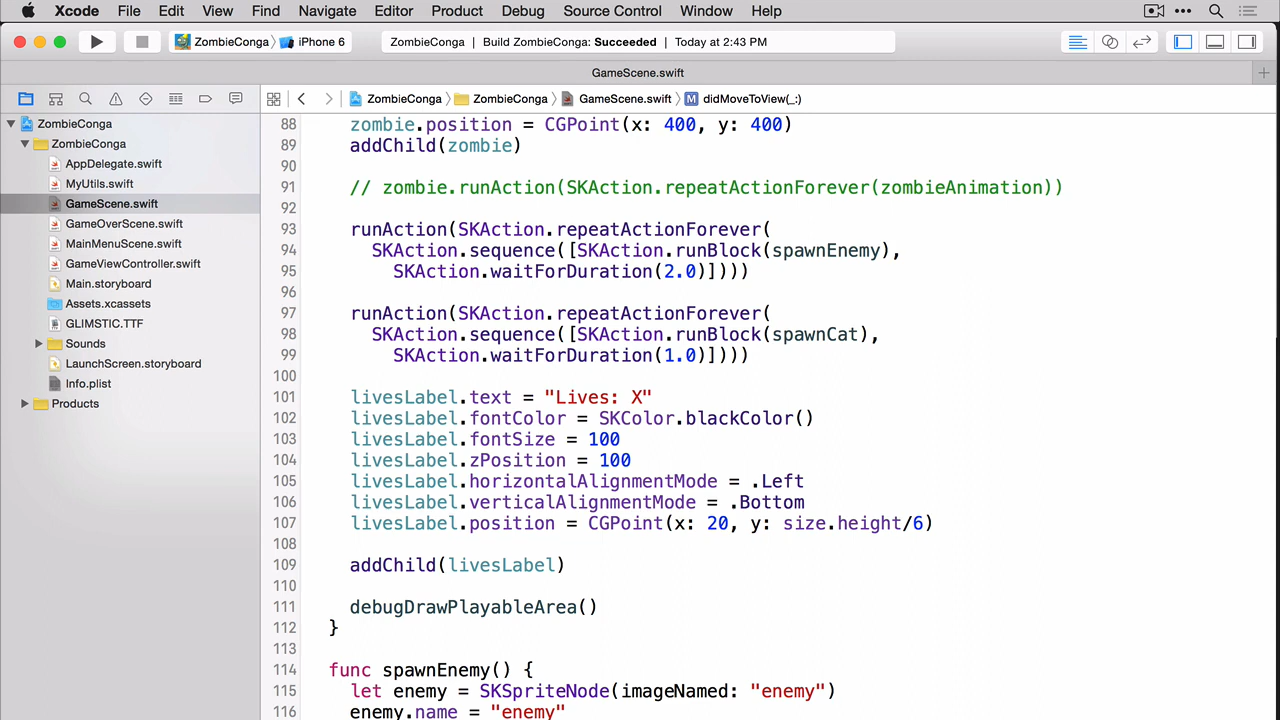 Xcode File Edit View Find Navigate Editor Product Debug Source Control Window Help
ZombieConga iPhone 6 ZombieConga | Build ZombieConga: Succeeded | Today at 2:43 PM
GameScene.swift
ZombieConga ZombieConga GameScene.swift M didMoveToView(_:)
ZombieConga
ZombieConga
AppDelegate.swift
MyUtils.swift
GameScene.swift
GameOverScene.swift
MainMenuScene.swift
GameViewController.swift
Main.storyboard
Assets.xcassets
GLIMSTIC.TTF
Sounds
LaunchScreen.storyboard
Info.plist
Products
88 zombie.position = CGPoint(x: 400, y: 400)
89 addChild(zombie)
90
91 // zombie.runAction(SKAction.repeatActionForever(zombieAnimation))
92
93 runAction(SKAction.repeatActionForever(
94 SKAction.sequence([SKAction.runBlock(spawnEnemy),
95 SKAction.waitForDuration(2.0)])))
96
97 runAction(SKAction.repeatActionForever(
98 SKAction.sequence([SKAction.runBlock(spawnCat),
99 SKAction.waitForDuration(1.0)])))
100
101 livesLabel.text = "Lives: X"
102 livesLabel.fontColor = SKColor.blackColor()
103 livesLabel.fontSize = 100
104 livesLabel.zPosition = 100
105 livesLabel.horizontalAlignmentMode = .Left
106 livesLabel.verticalAlignmentMode = .Bottom
107 livesLabel.position = CGPoint(x: 20, y: size.height/6)
108
109 addChild(livesLabel)
110
111 debugDrawPlayableArea()
112 }
113
114 func spawnEnemy() {
115 let enemy = SKSpriteNode(imageNamed: "enemy")
116 enemy.name = "enemy"